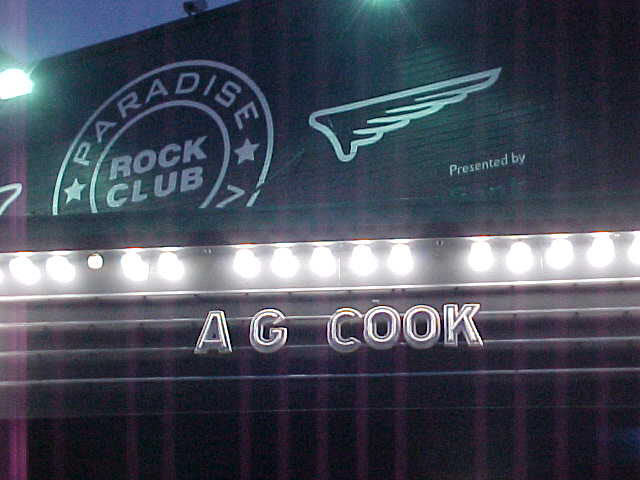 PARADISE
ROCK
CLUB
Presented by
A G COOK